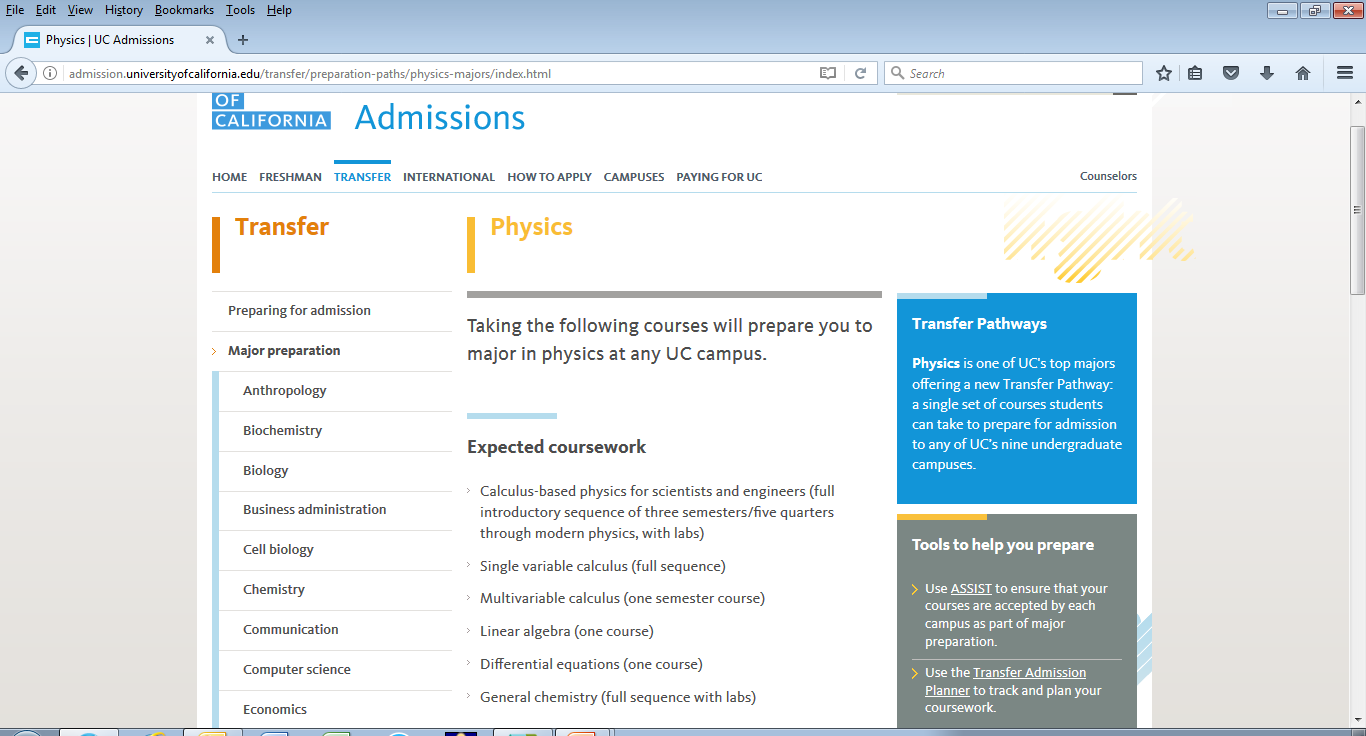 File Edit View History Bookmarks Tools Help
Physics | UC Admissions
admission.universityofcalifornia.edu/transfer/preparation-paths/physics-majors/index.html
Search
OF
CALIFORNIA
Admissions
HOME FRESHMAN TRANSFER INTERNATIONAL HOW TO APPLY CAMPUSES PAYING FOR UC
Counselors
Transfer
Preparing for admission
Major preparation
Anthropology
Biochemistry
Biology
Business administration
Cell biology
Chemistry
Communication
Computer science
Economics
Physics
Taking the following courses will prepare you to
major in physics at any UC campus.
Expected coursework
Calculus-based physics for scientists and engineers (full
introductory sequence of three semesters/five quarters
through modern physics, with labs)
Single variable calculus (full sequence)
Multivariable calculus (one semester course)
Linear algebra (one course)
Differential equations (one course)
General chemistry (full sequence with labs)
Transfer Pathways
Physics is one of UC's top majors
offering a new Transfer Pathway:
a single set of courses students
can take to prepare for admission
to any of UC's nine undergraduate
campuses.
Tools to help you prepare
Use ASSIST to ensure that your
courses are accepted by each
campus as part of major
preparation.
Use the Transfer Admission
Planner to track and plan your
coursework.